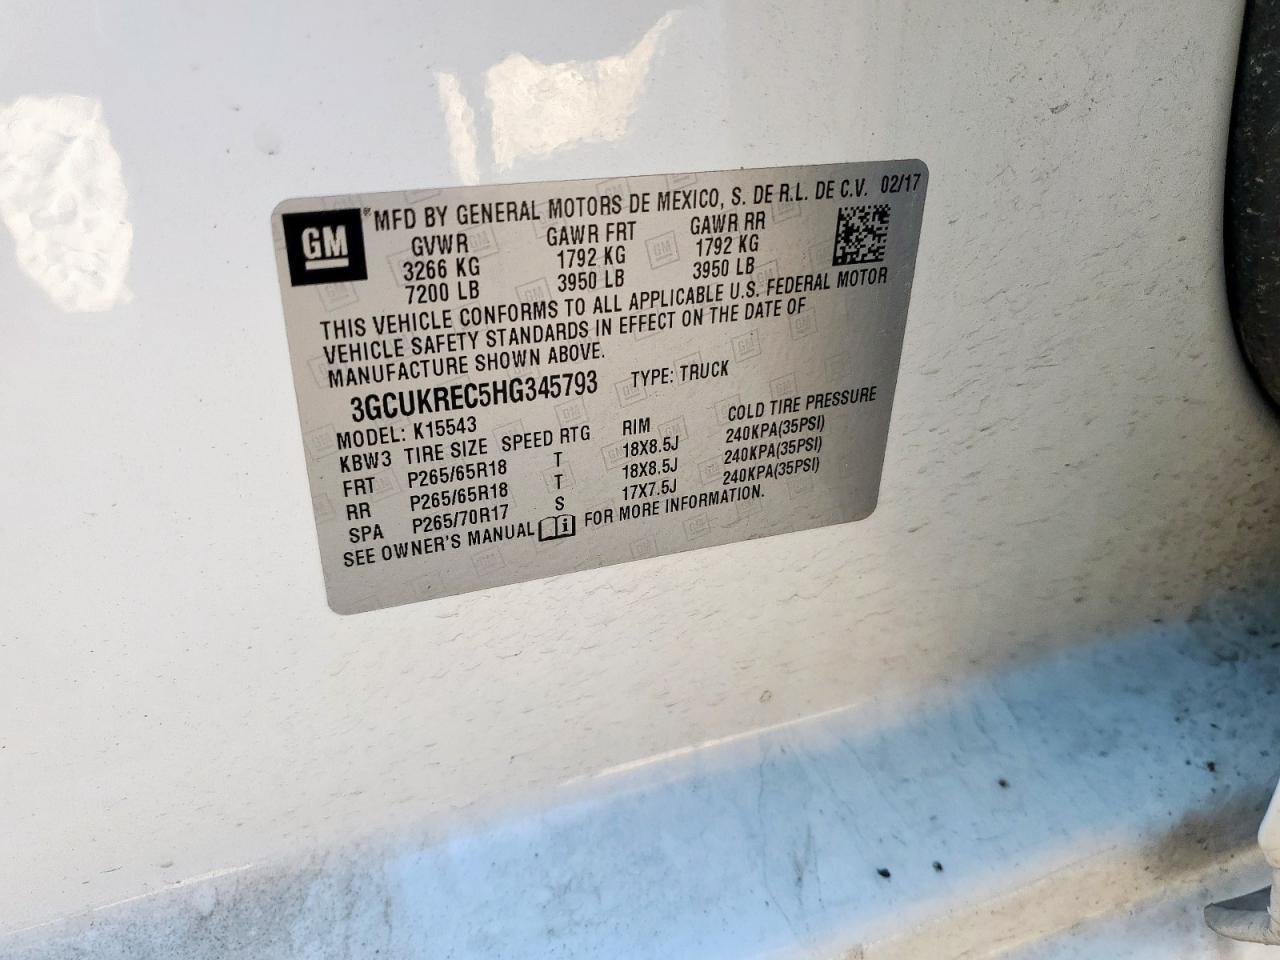 GM ® MFD BY GENERAL MOTORS DE MEXICO, S. DE R.L. DE C.V. 02/17
GVWR GAWR FRT GAWR RR
3266 KG 1792 KG 1792 KG
7200 LB 3950 LB 3950 LB
THIS VEHICLE CONFORMS TO ALL APPLICABLE U.S. FEDERAL MOTOR
VEHICLE SAFETY STANDARDS IN EFFECT ON THE DATE OF
MANUFACTURE SHOWN ABOVE.
3GCUKREC5HG345793 TYPE: TRUCK
MODEL: K15543
KBW3 TIRE SIZE SPEED RTG RIM COLD TIRE PRESSURE
FRT P265/65R18 T 18X8.5J 240KPA(35PSI)
RR P265/65R18 T 18X8.5J 240KPA(35PSI)
SPA P265/70R17 S 17X7.5J 240KPA(35PSI)
SEE OWNER'S MANUAL FOR MORE INFORMATION.